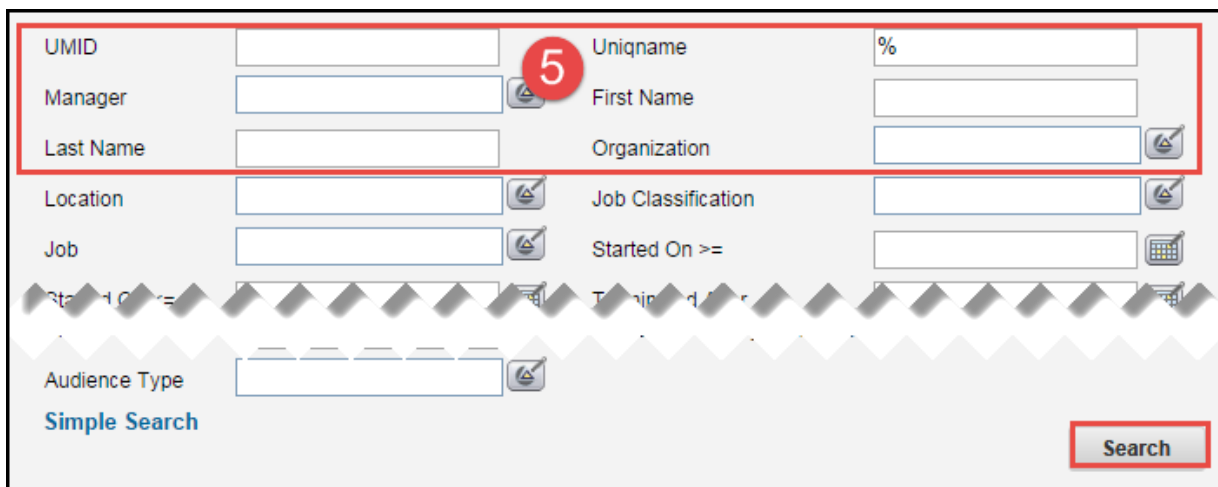 UMID
5
Uniqname
%
Manager
First Name
Last Name
Organization
Location
Job Classification
Job
Started On >=
Audience Type
Simple Search
Search